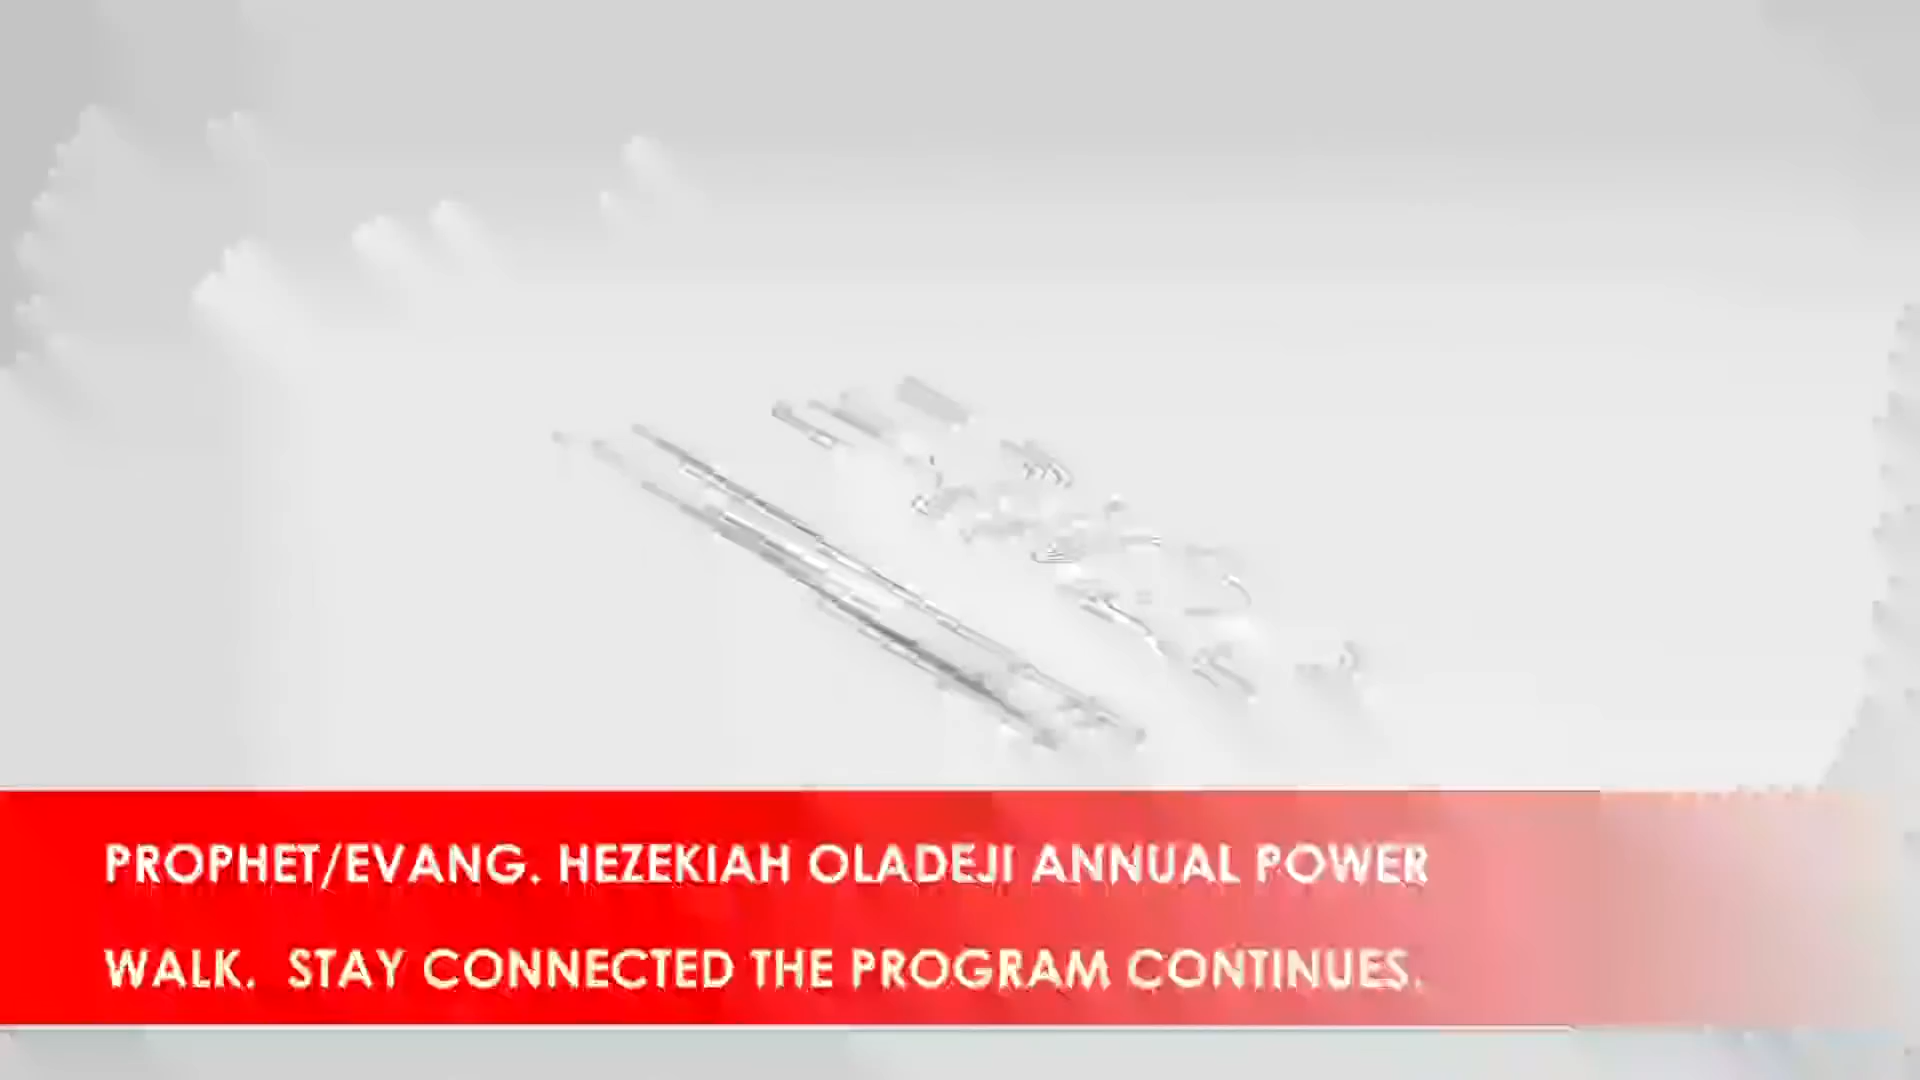 PROPHET/EVANG. HEZEKIAH OLADEJI ANNUAL POWER
WALK.  STAY CONNECTED THE PROGRAM CONTINUES.